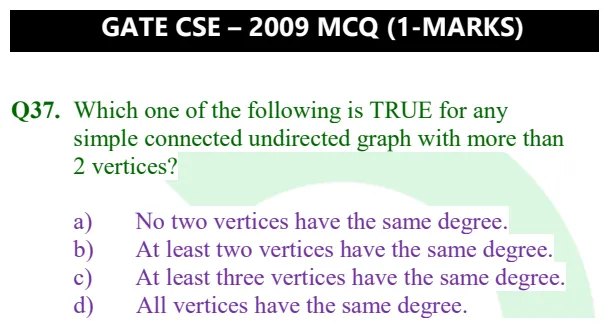 GATE CSE – 2009 MCQ (1-MARKS)
Q37. Which one of the following is TRUE for any
simple connected undirected graph with more than
2 vertices?
a) No two vertices have the same degree.
b) At least two vertices have the same degree.
c) At least three vertices have the same degree.
d) All vertices have the same degree.